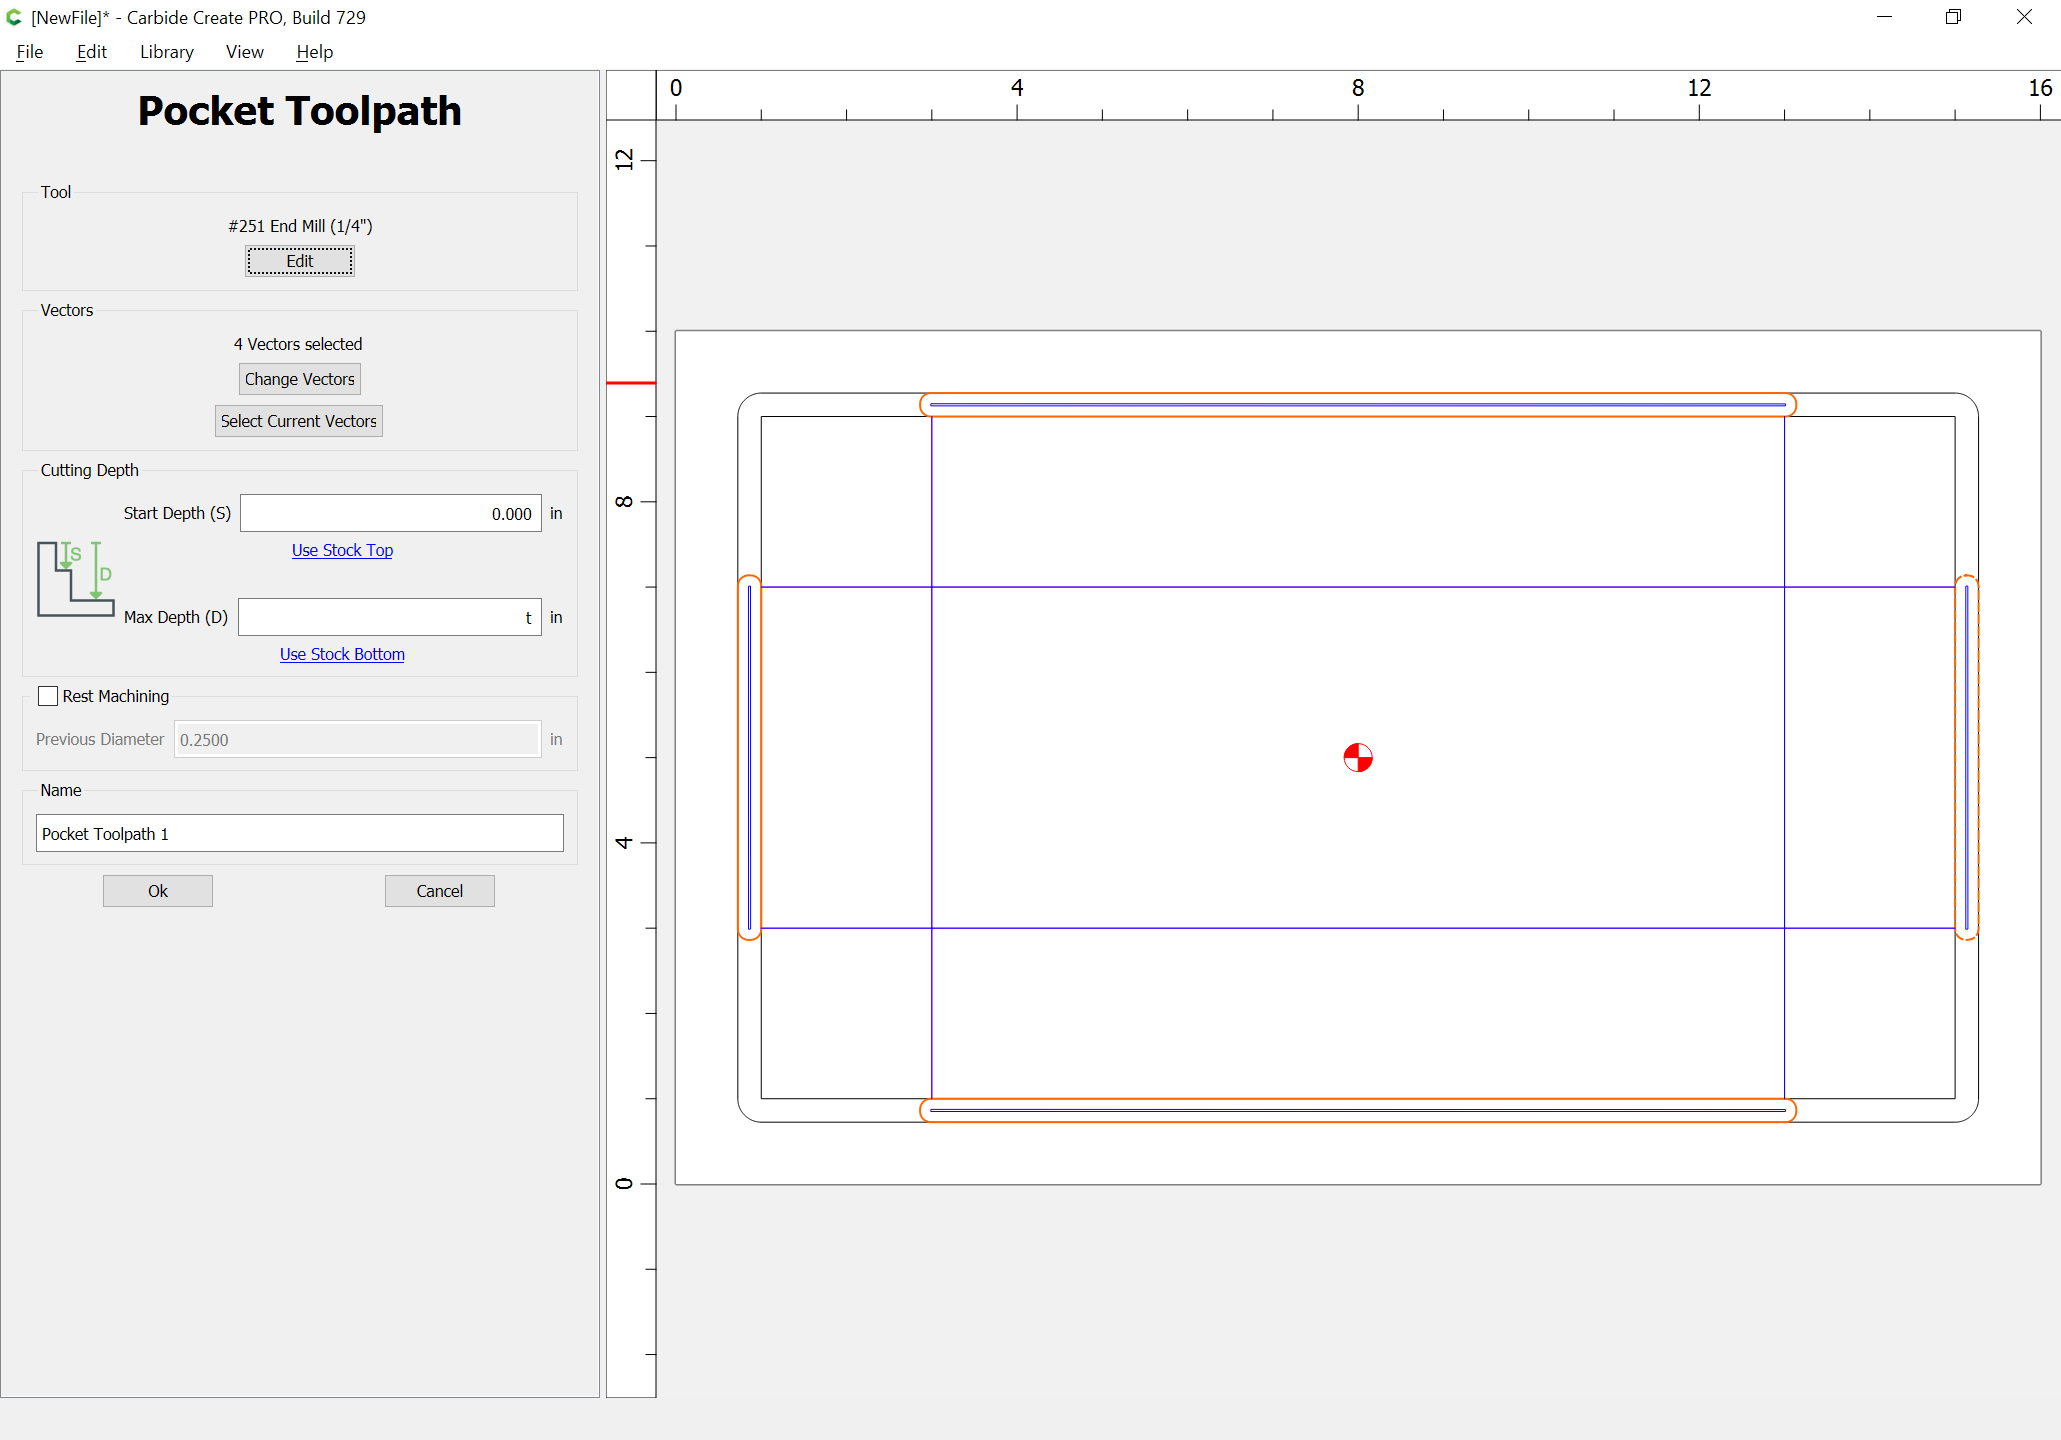 [NewFile]* - Carbide Create PRO, Build 729
File Edit Library View Help
Pocket Toolpath
Tool
#251 End Mill (1/4")
Edit
Vectors
4 Vectors selected
Change Vectors
Select Current Vectors
Cutting Depth
Start Depth (S) 0.000 in
Use Stock Top
S
D
Max Depth (D) t in
Use Stock Bottom
Rest Machining
Previous Diameter 0.2500 in
Name
Pocket Toolpath 1
Ok Cancel
0 4 8 12 16
12
8
4
0